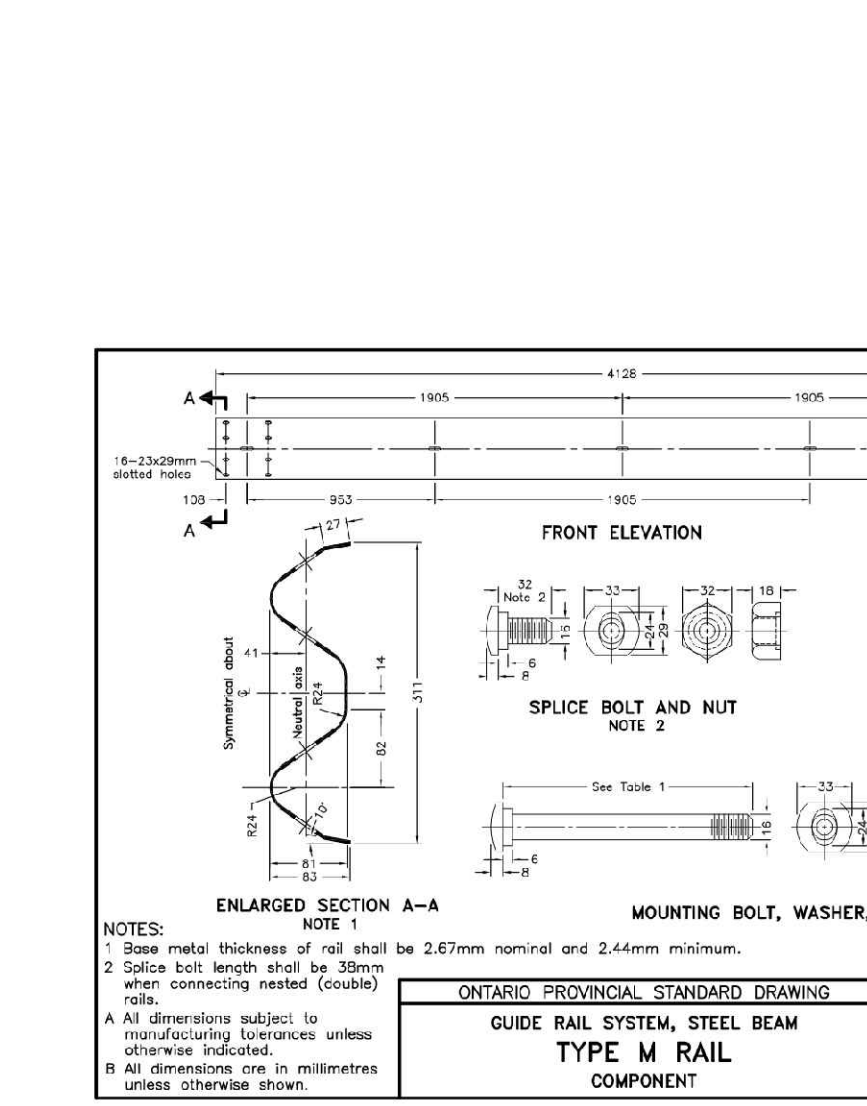 4128
A
1905
1905
16-23x29mm
slotted holes
108
953
1905
A
FRONT ELEVATION
27
32
Note 2
33
32
18
16
24
29
6
8
SPLICE BOLT AND NUT
NOTE 2
Symmetrical about
℄
41
Neutral axis
R24
14
311
82
R24
10°
81
83
See Table 1
33
16
24
6
8
ENLARGED SECTION A-A
NOTE 1
MOUNTING BOLT, WASHER,
NOTES:
1 Base metal thickness of rail shall be 2.67mm nominal and 2.44mm minimum.
2 Splice bolt length shall be 38mm
when connecting nested (double)
rails.
A All dimensions subject to
manufacturing tolerances unless
otherwise indicated.
B All dimensions are in millimetres
unless otherwise shown.
ONTARIO PROVINCIAL STANDARD DRAWING
GUIDE RAIL SYSTEM, STEEL BEAM
TYPE M RAIL
COMPONENT